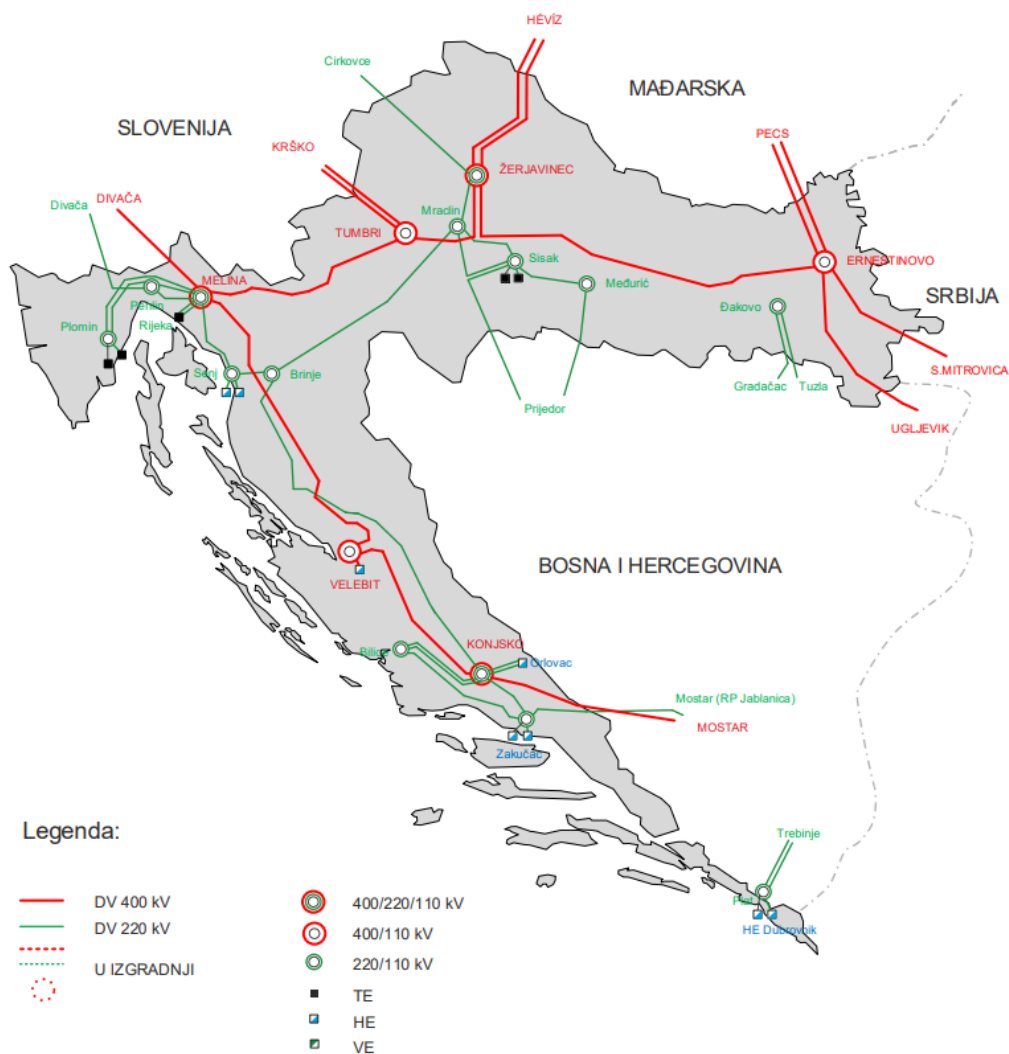 HÉVÍZ
Cirkovce
MAĐARSKA
SLOVENIJA
PECS
KRŠKO
ŽERJAVINEC
DIVAČA
Divača
Mraclin
TUMBRI
Sisak
ERNESTINOVO
MELINA
Međurić
SRBIJA
Pehlin
Đakovo
Plomin
Rijeka
S.MITROVICA
Senj
Brinje
Gradačac
Tuzla
Prijedor
UGLJEVIK
BOSNA I HERCEGOVINA
VELEBIT
KONJSKO
Bilice
Orlovac
Mostar (RP Jablanica)
MOSTAR
Zakučac
Trebinje
Plat
HE Dubrovnik
Legenda:
DV 400 kV
DV 220 kV
U IZGRADNJI
400/220/110 kV
400/110 kV
220/110 kV
TE
HE
VE